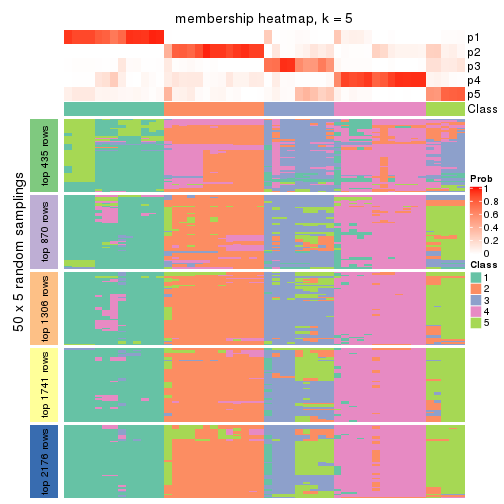 membership heatmap, k = 5
p1
p2
p3
p4
p5
Class
50 x 5 random samplings
top 435 rows
top 870 rows
top 1306 rows
top 1741 rows
top 2176 rows
Prob
1
0.8
0.6
0.4
0.2
0
Class
1
2
3
4
5